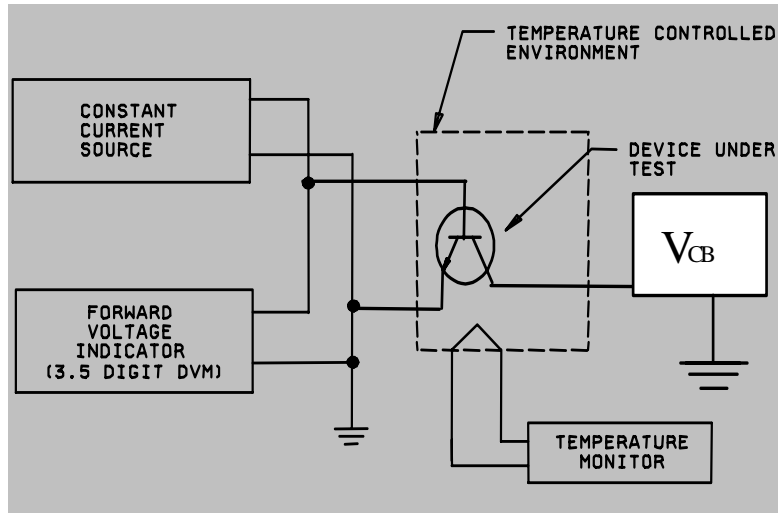 TEMPERATURE CONTROLLED
ENVIRONMENT
CONSTANT
CURRENT
SOURCE
DEVICE UNDER
TEST
VCB
FORWARD
VOLTAGE
INDICATOR
(3.5 DIGIT DVM)
TEMPERATURE
MONITOR